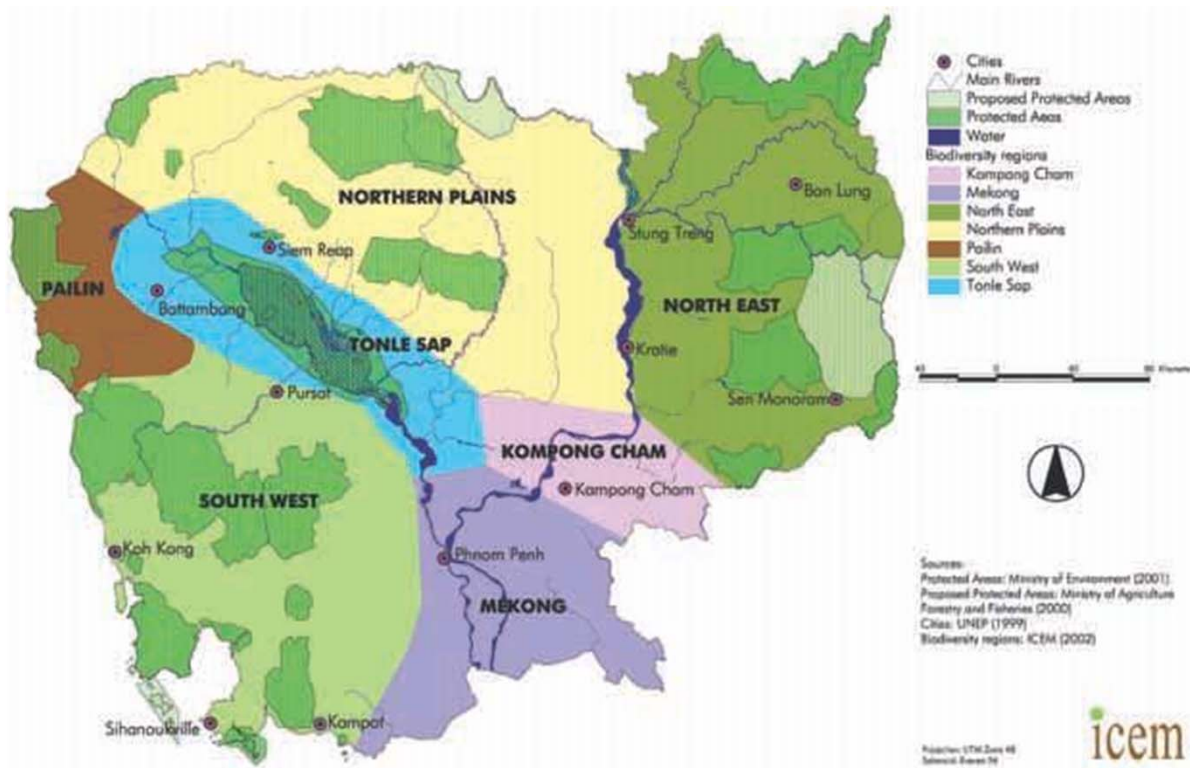 Cities
Main Rivers
Proposed Protected Areas
Protected Aeas
Water
Biodiversity regions
Kampong Cham
Mekong
North East
Northern Plains
Pailin
South West
Tonle Sap
Ban Lung
NORTHERN PLAINS
Stung Treng
Siem Reap
PAILIN
Battambang
NORTH EAST
TONLE SAP
Kratie
Pursat
Sen Monoram
KOMPONG CHAM
Kampong Cham
SOUTH WEST
Koh Kong
Phnom Penh
MEKONG
Sihanoukville
Kampot
Sources:
Protected Areas: Ministry of Environment (2001)
Proposed Protected Areas: Ministry of Agriculture
Forestry and Fisheries (2000)
Cities: UNEP (1999)
Biodiversity regions: ICEM (2002)
icem